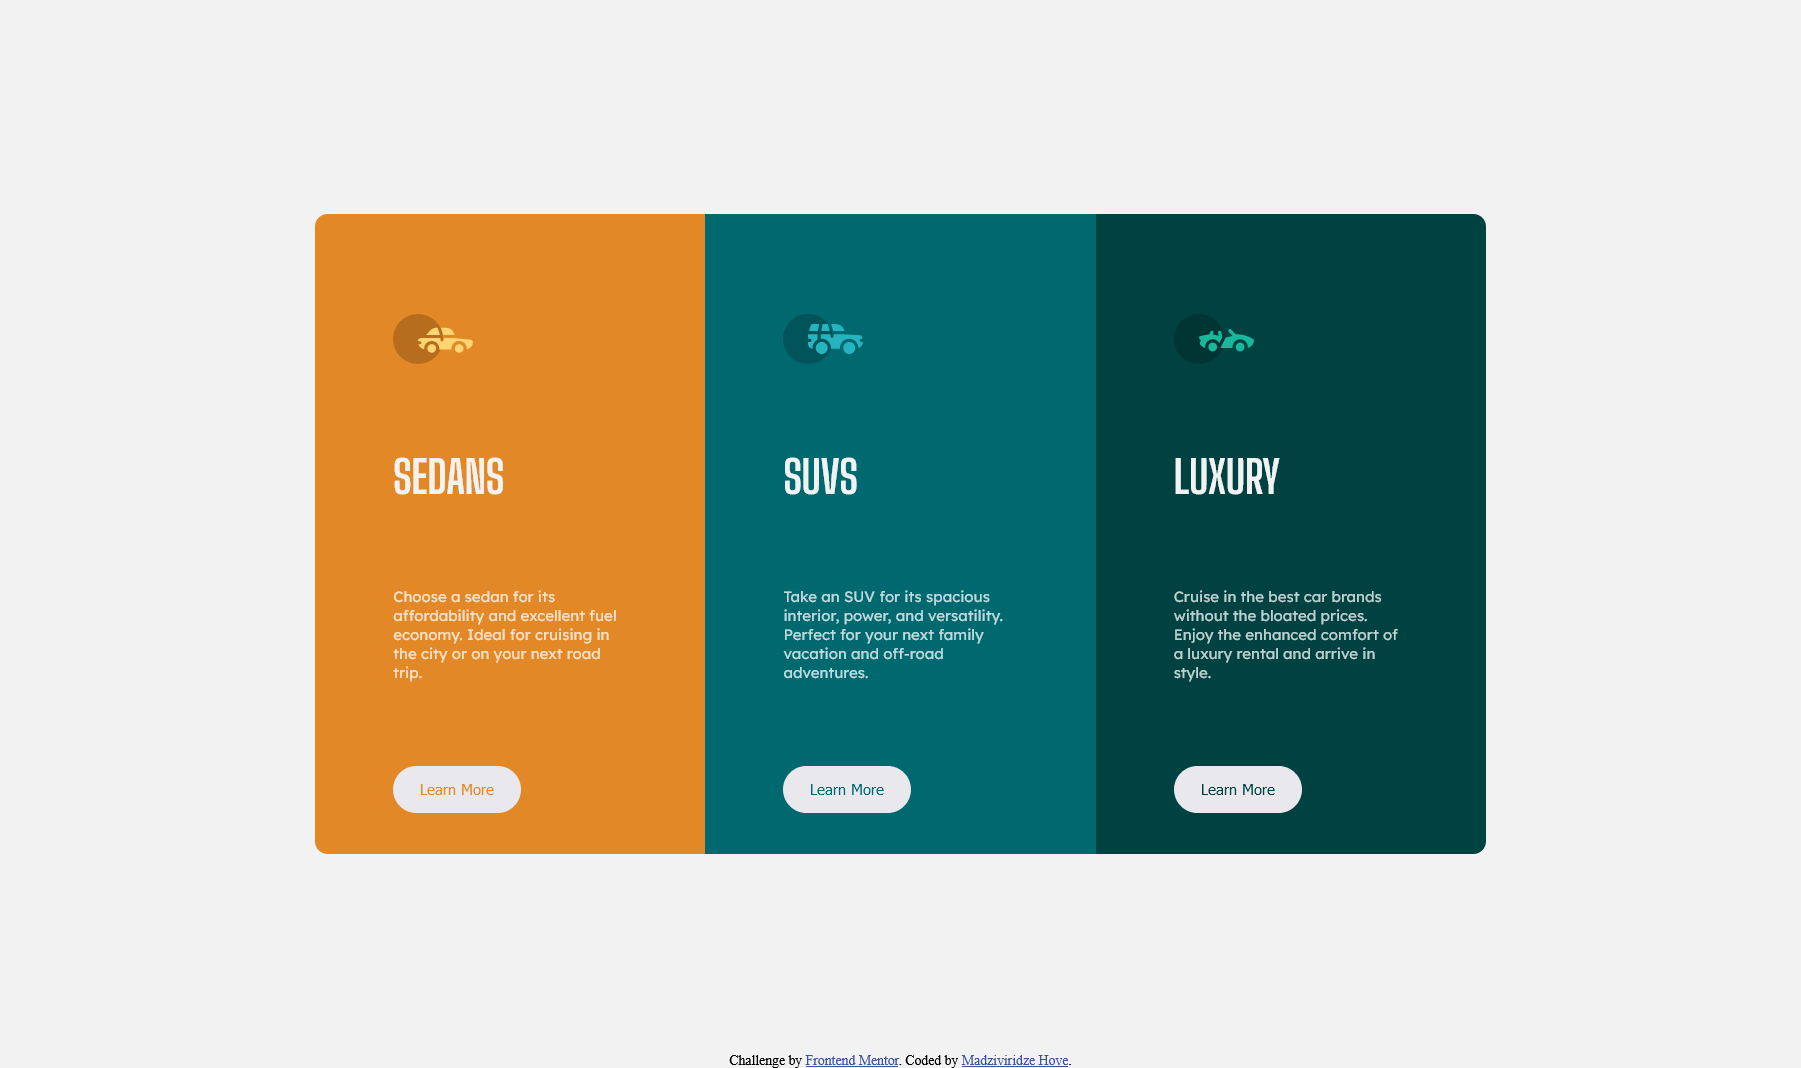 SEDANS
Choose a sedan for its
affordability and excellent fuel
economy. Ideal for cruising in
the city or on your next road
trip.
Learn More
SUVS
Take an SUV for its spacious
interior, power, and versatility.
Perfect for your next family
vacation and off-road
adventures.
Learn More
LUXURY
Cruise in the best car brands
without the bloated prices.
Enjoy the enhanced comfort of
a luxury rental and arrive in
style.
Learn More
Challenge by Frontend Mentor. Coded by Madziviridze Hove.